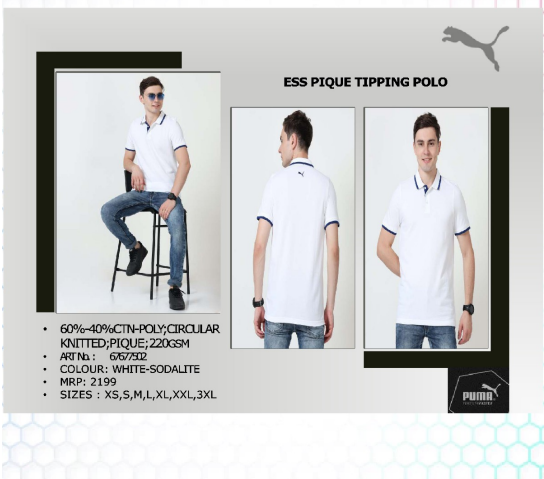 ESS PIQUE TIPPING POLO
• 60%-40%CTN-POLY;CIRCULAR
KNITTED;PIQUE;220GSM
• ART No. : 67677502
• COLOUR: WHITE-SODALITE
• MRP: 2199
• SIZES : XS,S,M,L,XL,XXL,3XL
PUMA